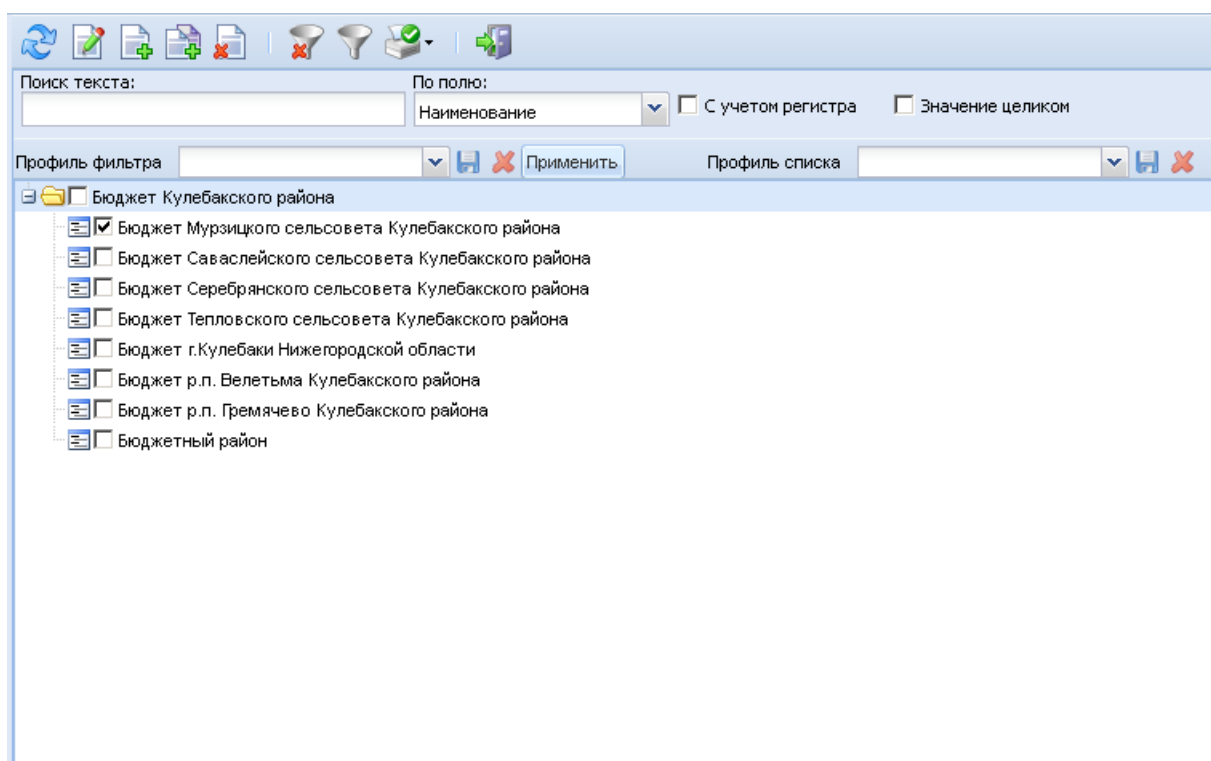 Поиск текста: По полю:
Наименование С учетом регистра Значение целиком
Профиль фильтра Применить Профиль списка
Бюджет Кулебакского района
Бюджет Мурзицкого сельсовета Кулебакского района
Бюджет Саваслейского сельсовета Кулебакского района
Бюджет Серебрянского сельсовета Кулебакского района
Бюджет Тепловского сельсовета Кулебакского района
Бюджет г.Кулебаки Нижегородской области
Бюджет р.п. Велетьма Кулебакского района
Бюджет р.п. Гремячево Кулебакского района
Бюджетный район